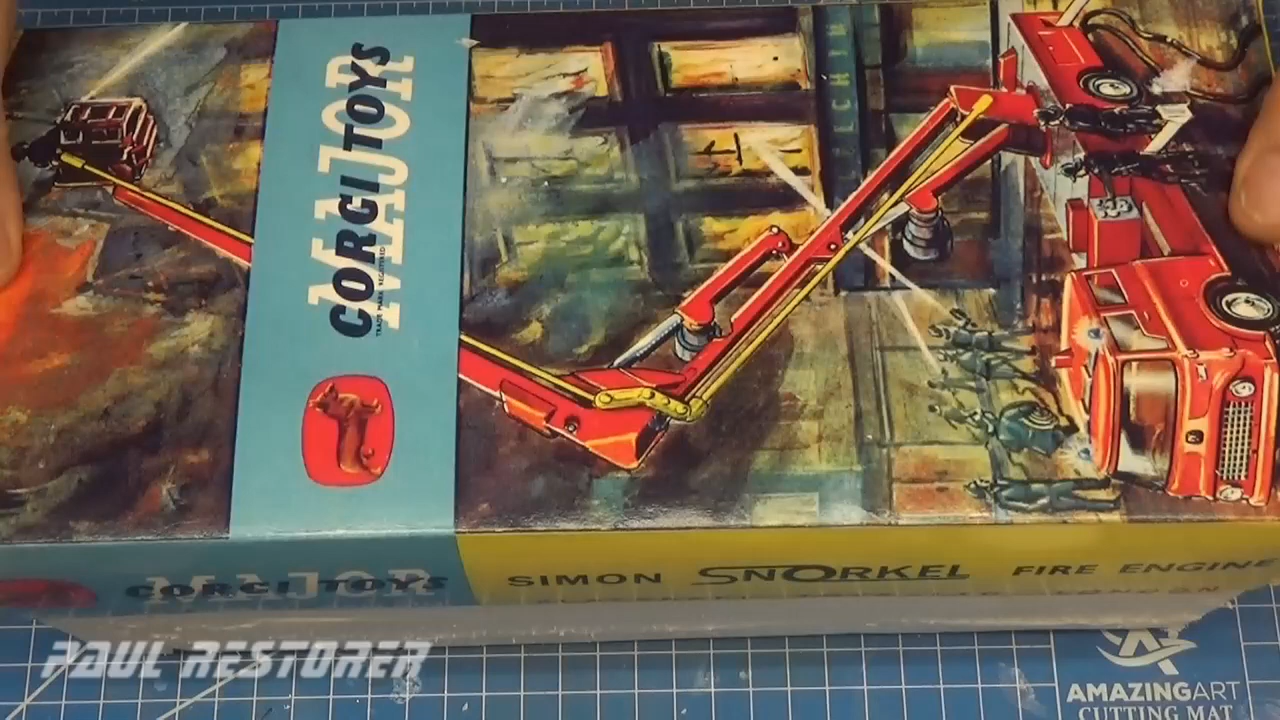 CORGI TOYS
MAJOR
TRADE MARK REGISTERED
CORGI TOYS
MAJOR
SIMON SNORKEL FIRE ENGINE
PAUL RESTORER
AMAZINGART
CUTTING MAT